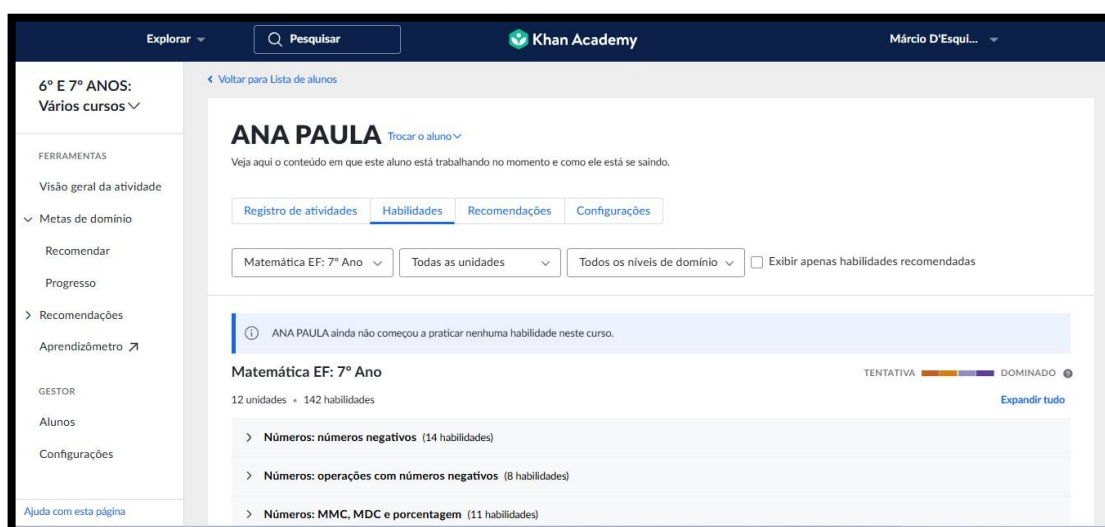 Explorar
Pesquisar
Khan Academy
Márcio D'Esqui...
6º E 7º ANOS:
Vários cursos
FERRAMENTAS
Visão geral da atividade
Metas de domínio
Recomendar
Progresso
Recomendações
Aprendizômetro
GESTOR
Alunos
Configurações
Ajuda com esta página
Voltar para Lista de alunos
ANA PAULA Trocar o aluno
Veja aqui o conteúdo em que este aluno está trabalhando no momento e como ele está se saindo.
Registro de atividades Habilidades Recomendações Configurações
Matemática EF: 7º Ano Todas as unidades Todos os níveis de domínio Exibir apenas habilidades recomendadas
ANA PAULA ainda não começou a praticar nenhuma habilidade neste curso.
Matemática EF: 7º Ano
TENTATIVA DOMINADO
12 unidades • 142 habilidades
Expandir tudo
Números: números negativos (14 habilidades)
Números: operações com números negativos (8 habilidades)
Números: MMC, MDC e porcentagem (11 habilidades)